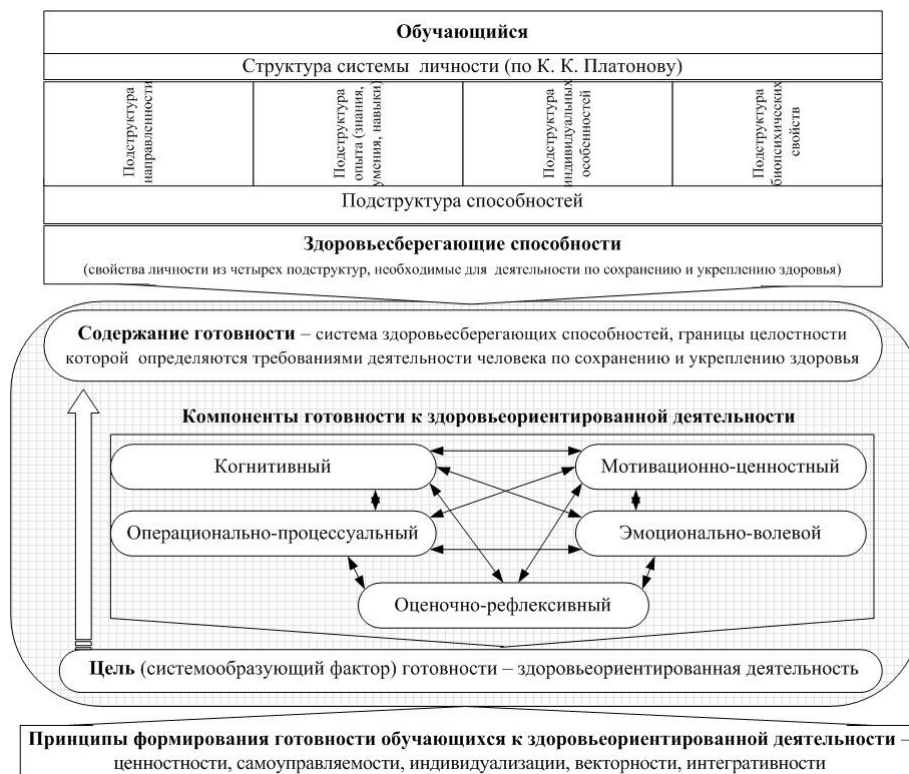 Обучающийся
Структура системы личности (по К. К. Платонову)
Подструктура
направленности
Подструктура
опыта (знания,
умения, навыки)
Подструктура
индивидуальных
особенностей
Подструктура
биопсихических
свойств
Подструктура способностей
Здоровьесберегающие способности
(свойства личности из четырех подструктур, необходимые для деятельности по сохранению и укреплению здоровья)
Содержание готовности – система здоровьесберегающих способностей, границы целостности
которой определяются требованиями деятельности человека по сохранению и укреплению здоровья
Компоненты готовности к здоровьеориентированной деятельности
Когнитивный
Мотивационно-ценностный
Операционально-процессуальный
Эмоционально-волевой
Оценочно-рефлексивный
Цель (системообразующий фактор) готовности – здоровьеориентированная деятельность
Принципы формирования готовности обучающихся к здоровьеориентированной деятельности –
ценностности, самоуправляемости, индивидуализации, векторности, интегративности